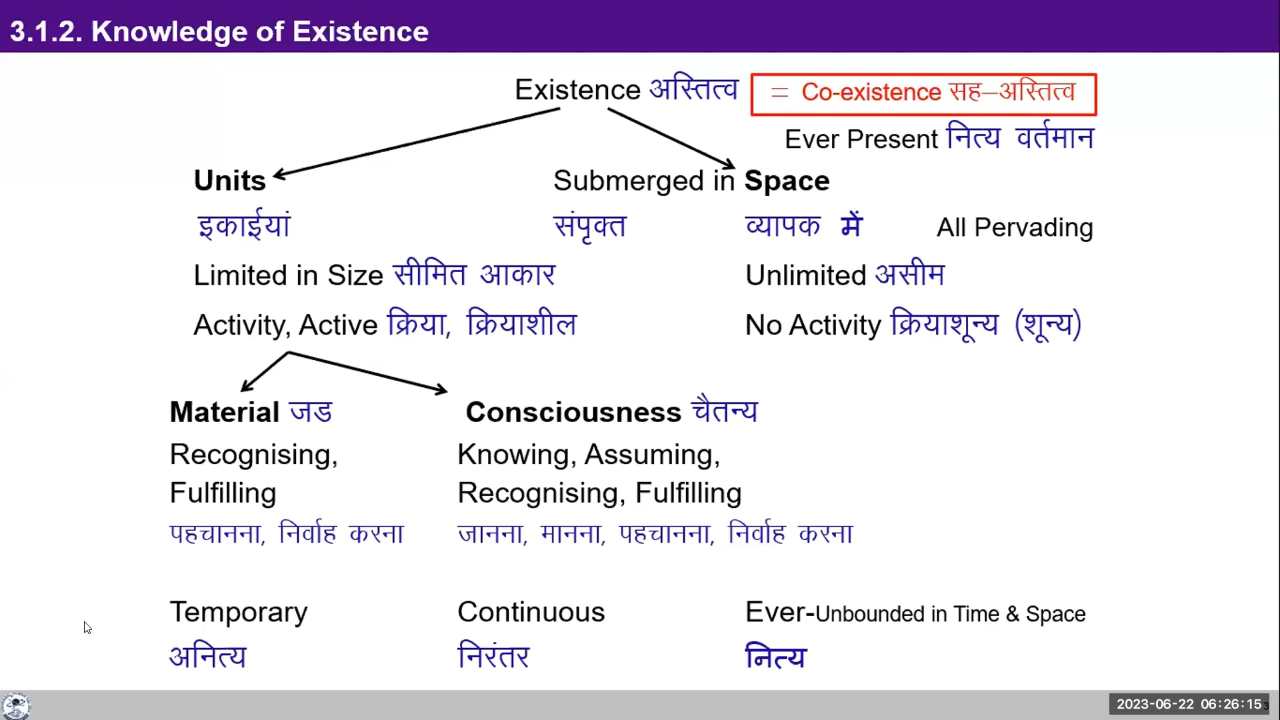 3.1.2. Knowledge of Existence
Existence अस्तित्व = Co-existence सह–अस्तित्व
Ever Present नित्य वर्तमान
Units Submerged in Space
इकाईयां संपृक्त व्यापक में All Pervading
Limited in Size सीमित आकार Unlimited असीम
Activity, Active क्रिया, क्रियाशील No Activity क्रियाशून्य (शून्य)
Material जड Consciousness चैतन्य
Recognising, Knowing, Assuming,
Fulfilling Recognising, Fulfilling
पहचानना, निर्वाह करना जानना, मानना, पहचानना, निर्वाह करना
Temporary Continuous Ever-Unbounded in Time & Space
अनित्य निरंतर नित्य
2023-06-22 06:26:15